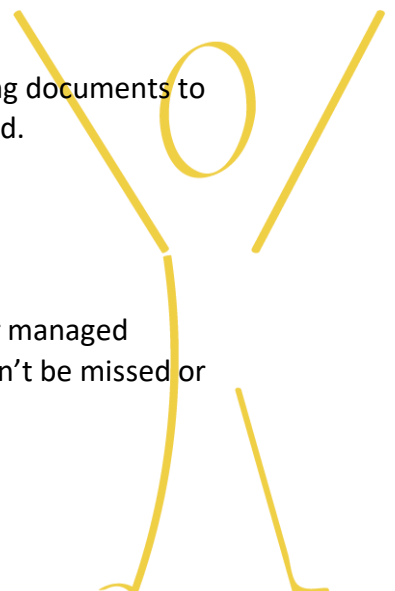 ng documents to
d.
managed
n't be missed or